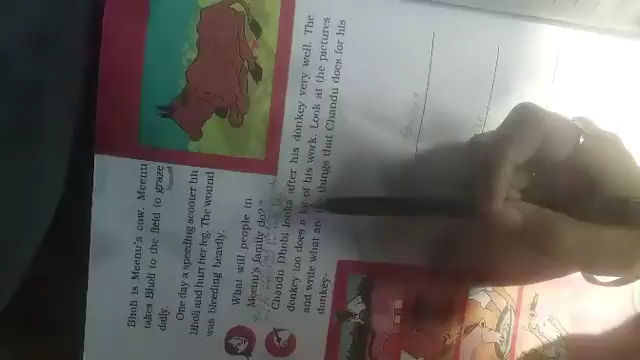 Bholi is Meenu's cow. Meenu
takes Bholi to the field to graze
daily.
One day a speeding scooter hit
Bholi and hurt her leg. The wound
was bleeding heavily.
What will people in
Meenu's family do?
Chandu Dhobi looks after his donkey very well. The
donkey too does a lot of his work. Look at the pictures
and write what are things that Chandu does for his
donkey-